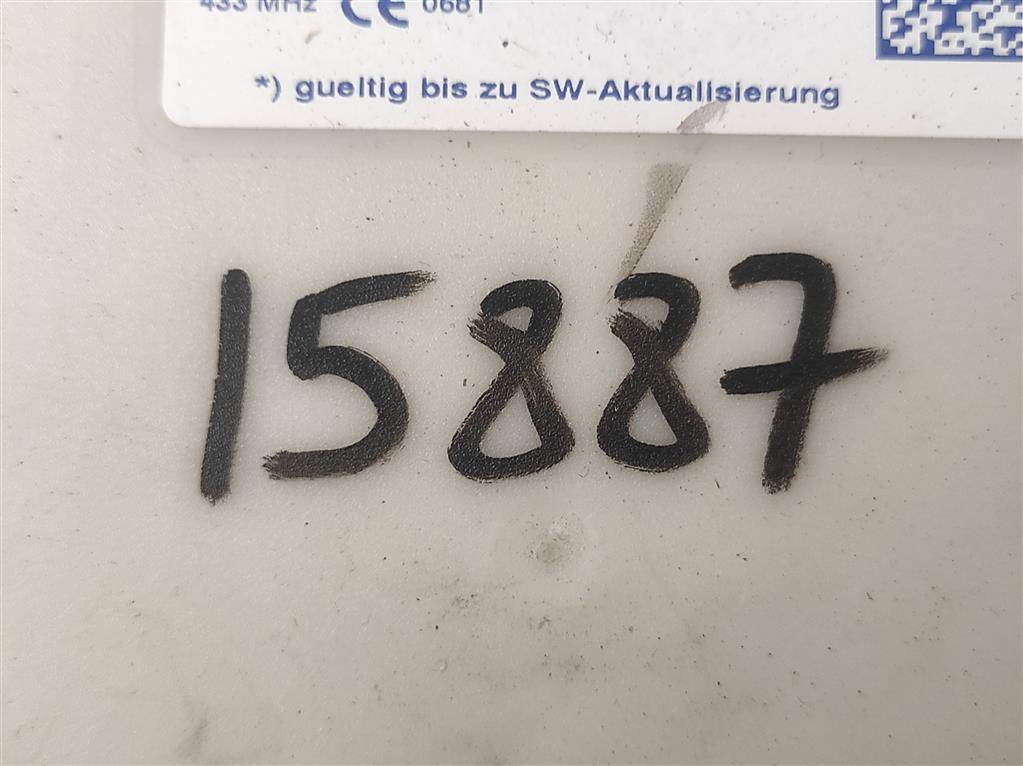 433 MHz CE 0681
*) gueltig bis zu SW-Aktualisierung
15887